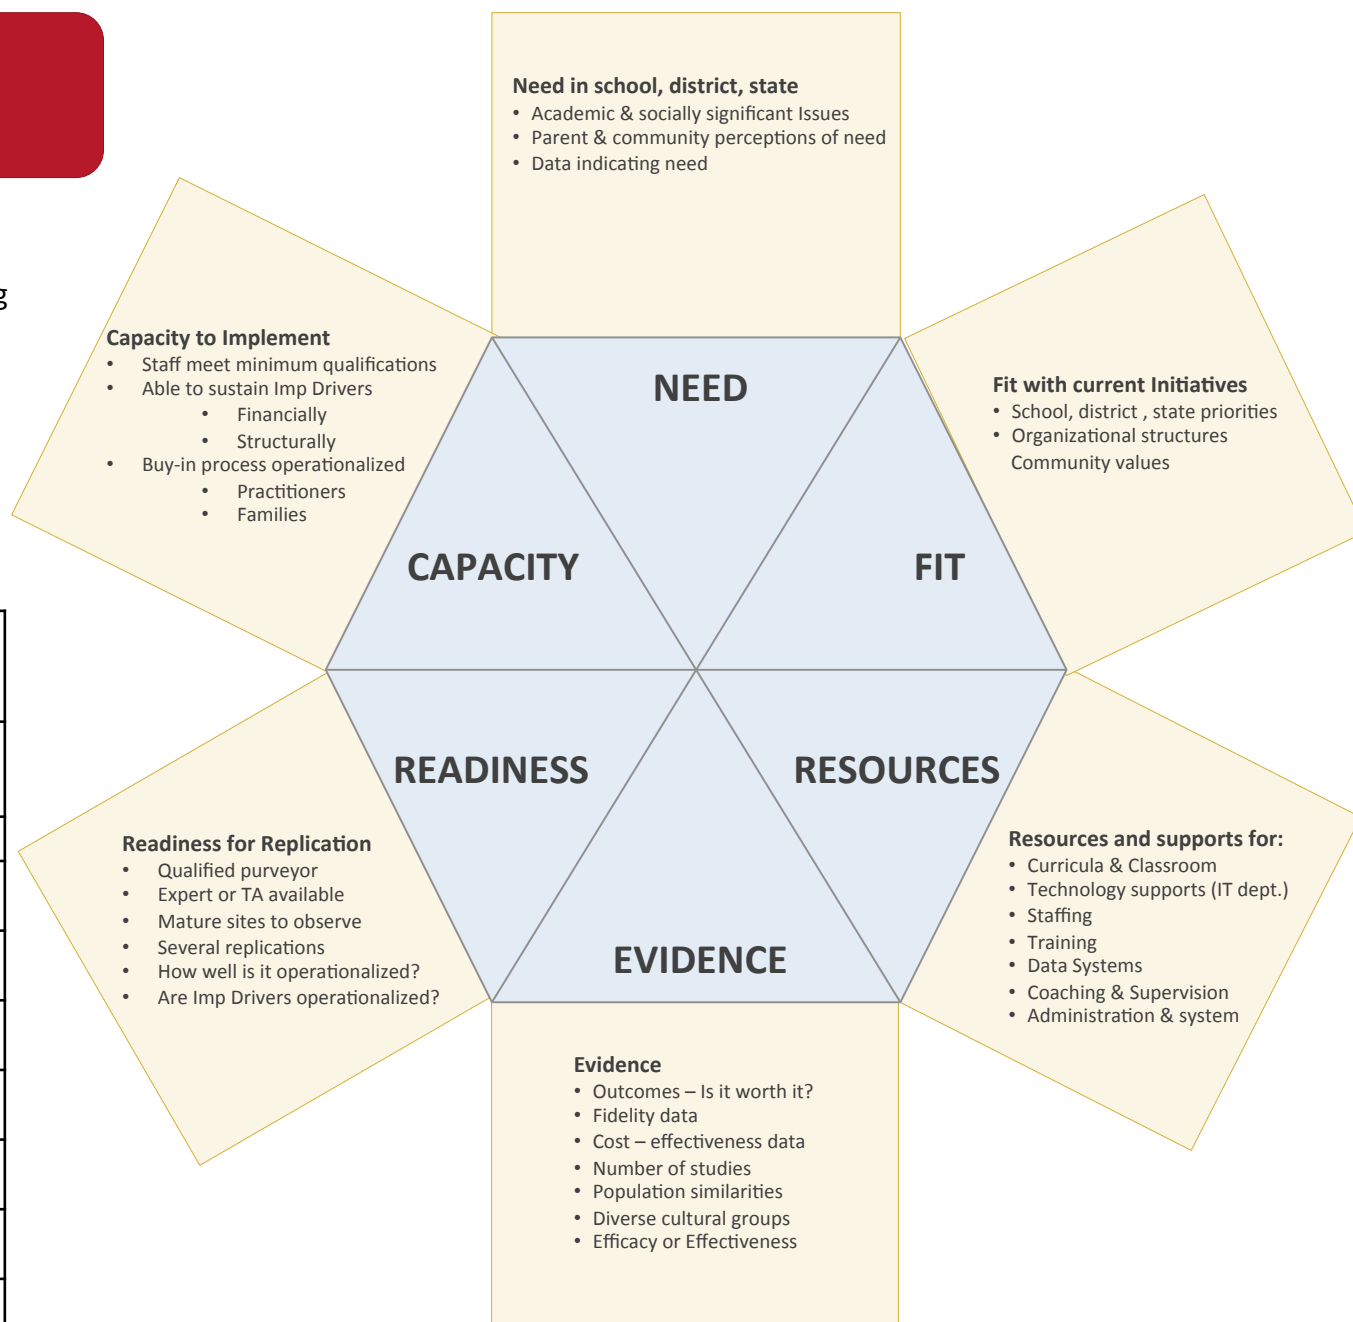 Need in school, district, state
• Academic & socially significant Issues
• Parent & community perceptions of need
• Data indicating need
g
Capacity to Implement
• Staff meet minimum qualifications
• Able to sustain Imp Drivers
• Financially
• Structurally
• Buy-in process operationalized
• Practitioners
• Families
NEED
Fit with current Initiatives
• School, district , state priorities
• Organizational structures
Community values
CAPACITY
FIT
READINESS
RESOURCES
Readiness for Replication
• Qualified purveyor
• Expert or TA available
• Mature sites to observe
• Several replications
• How well is it operationalized?
• Are Imp Drivers operationalized?
Resources and supports for:
• Curricula & Classroom
• Technology supports (IT dept.)
• Staffing
• Training
• Data Systems
• Coaching & Supervision
• Administration & system
EVIDENCE
Evidence
• Outcomes – Is it worth it?
• Fidelity data
• Cost – effectiveness data
• Number of studies
• Population similarities
• Diverse cultural groups
• Efficacy or Effectiveness